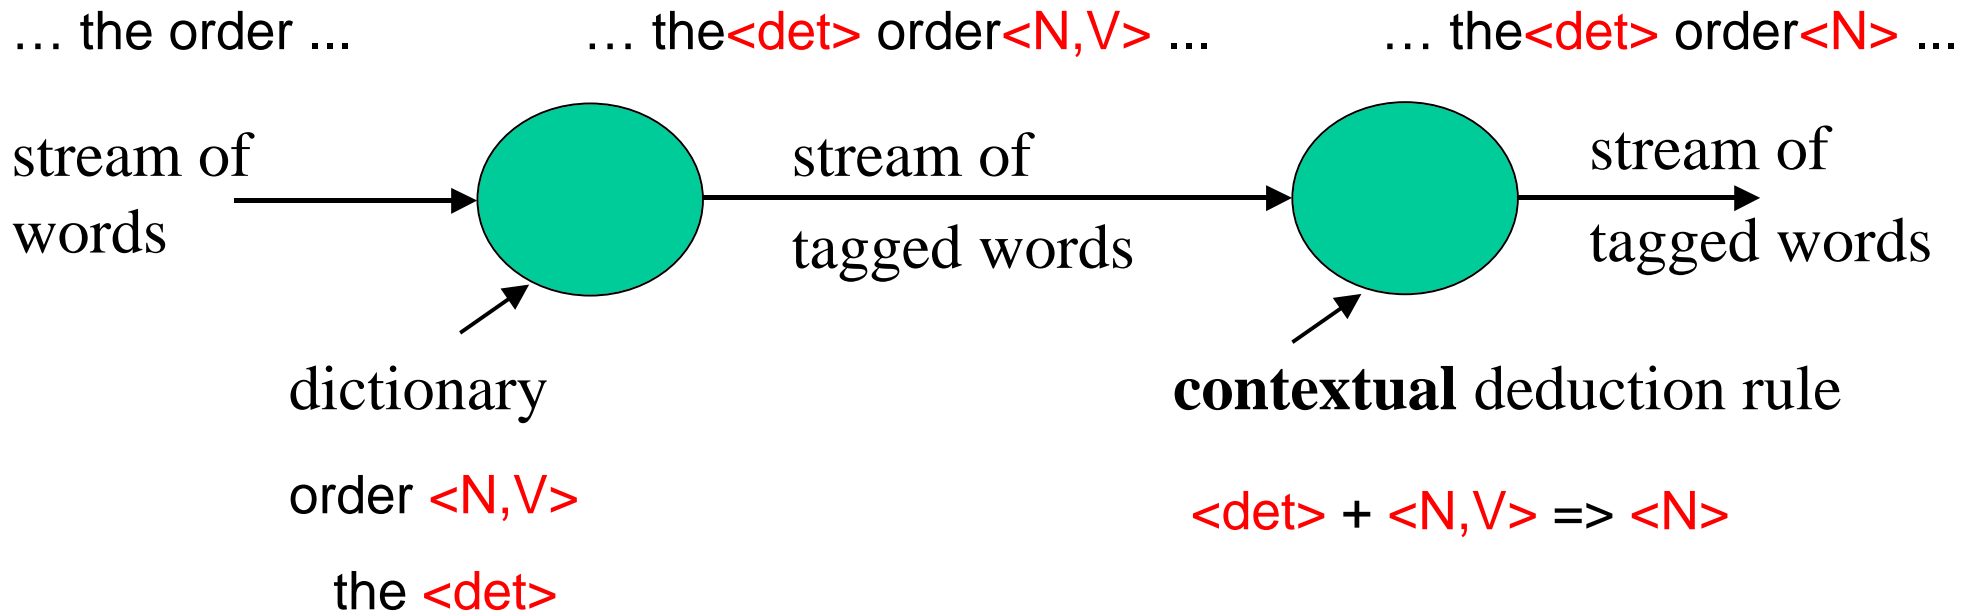 … the order ...
… the<det> order<N,V> ...
… the<det> order<N> ...
stream of
words
stream of
tagged words
stream of
tagged words
dictionary
order <N,V>
the <det>
contextual deduction rule
<det> + <N,V> => <N>